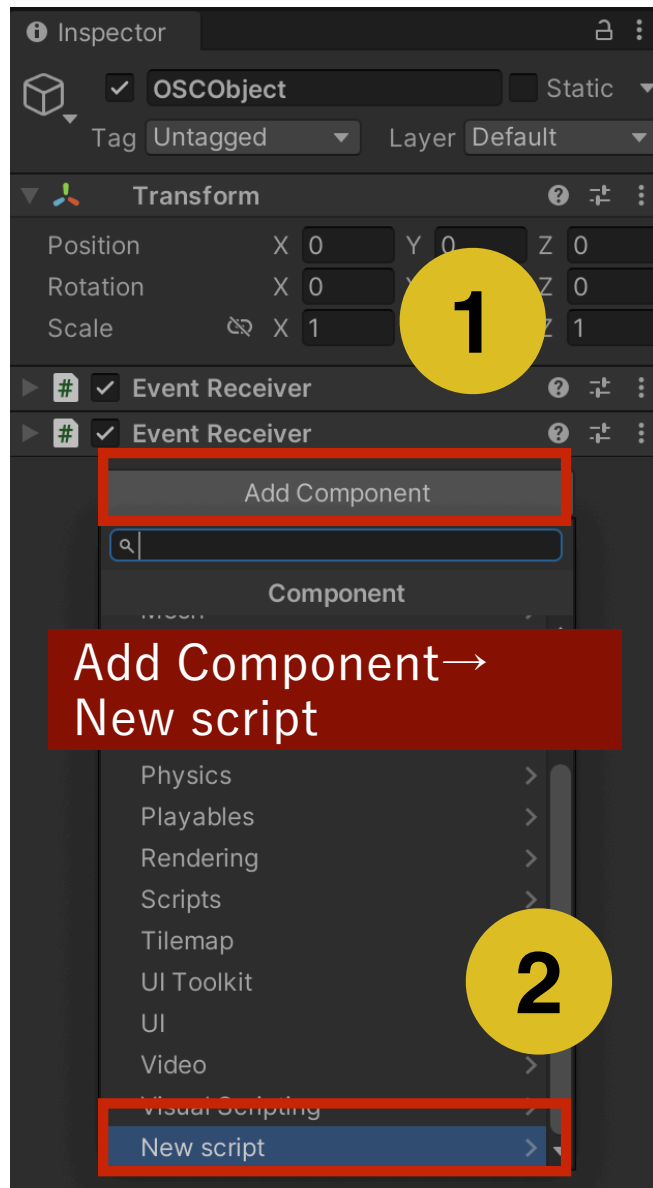 Inspector
OSCObject Static
Tag Untagged Layer Default
Transform
Position X 0 Y 0 Z 0
Rotation X 0 Z 0
Scale X 1 Z 1
1
# Event Receiver
# Event Receiver
Add Component
Component
Add Component→
New script
Physics
Playables
Rendering
Scripts
Tilemap
UI Toolkit
2
UI
Video
Visual Scripting
New script